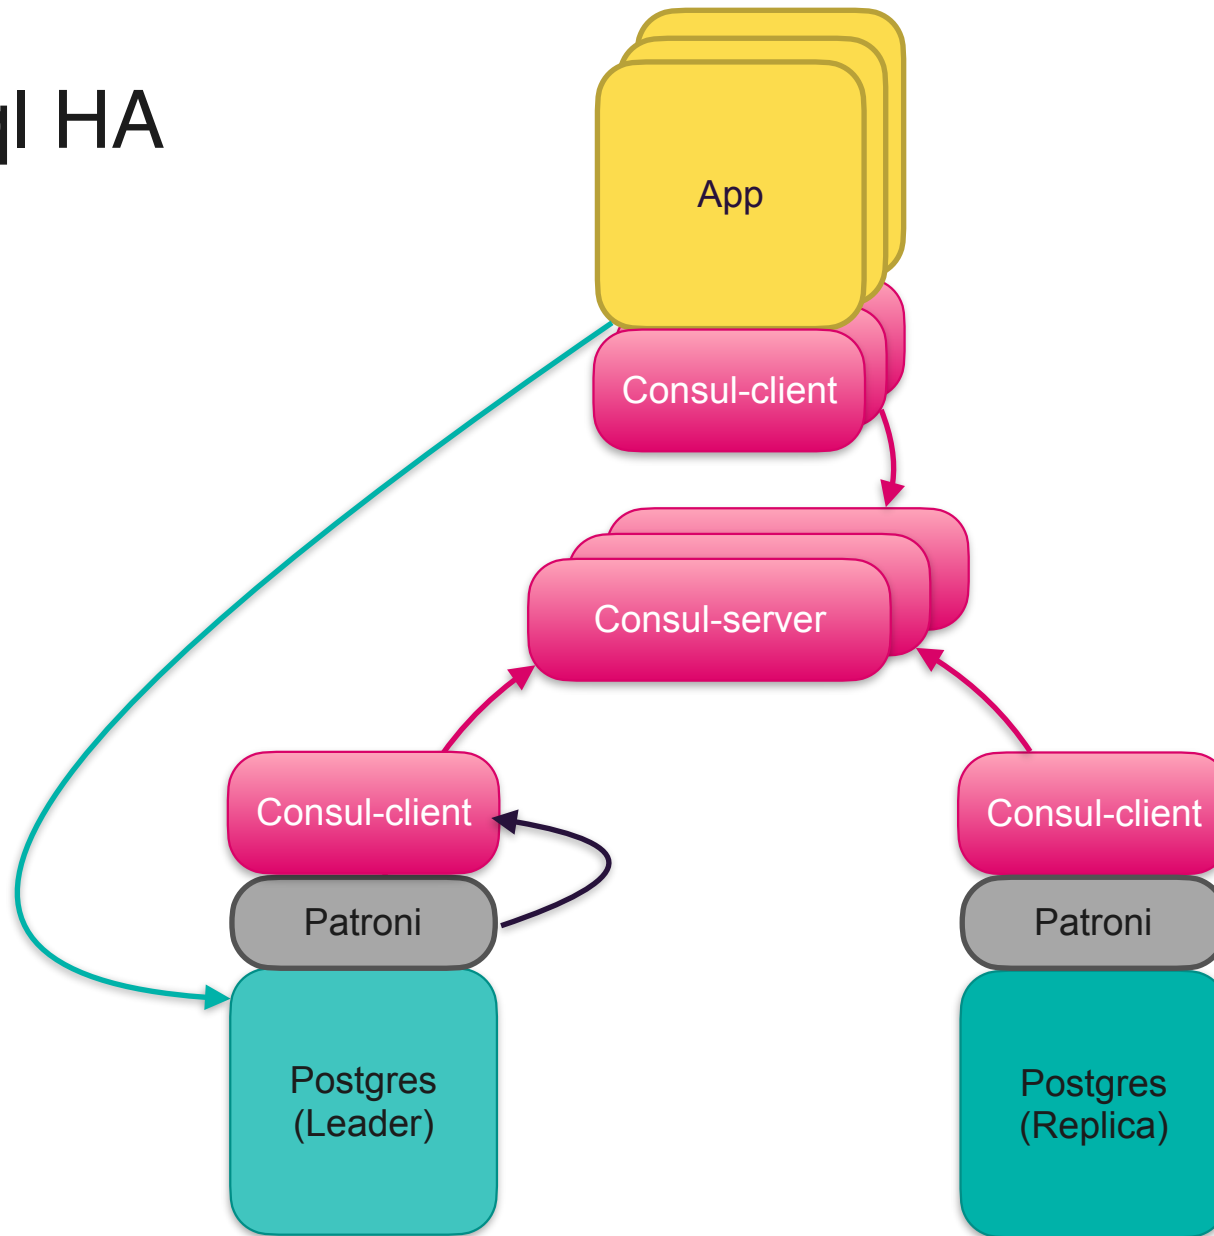 ql HA
App
Consul-client
Consul-server
Consul-client
Consul-client
Patroni
Patroni
Postgres
(Leader)
Postgres
(Replica)